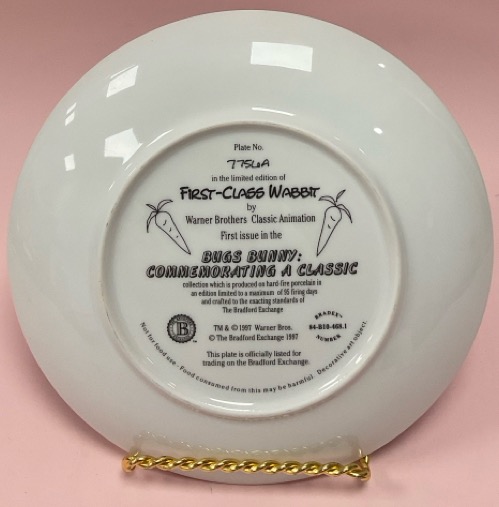 Plate No.
7756A
in the limited edition of
FIRST-CLASS WABBIT
by
Warner Brothers Classic Animation
First issue in the
BUGS BUNNY:
COMMEMORATING A CLASSIC
collection which is produced on hard-fire porcelain in
an edition limited to a maximum of 95 firing days
and crafted to the exacting standards of
The Bradford Exchange
B
TM & © 1997 Warner Bros.
© The Bradford Exchange 1997
BRADEX™
84-B10-468.1
NUMBER
This plate is officially listed for
trading on the Bradford Exchange.
Not for food use - Food consumed from this may be harmful. Decorative art object.